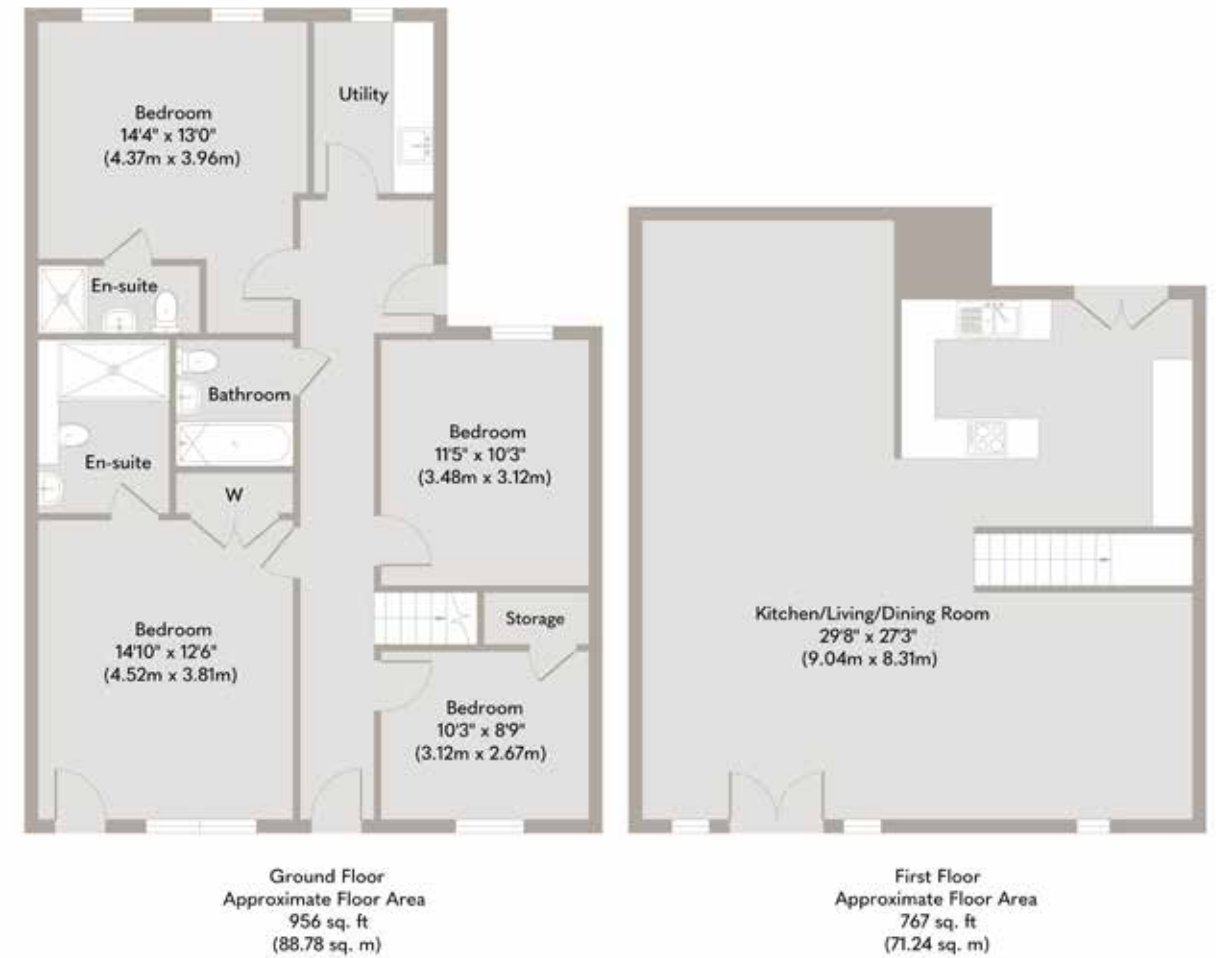 Bedroom
14'4" x 13'0"
(4.37m x 3.96m)
Utility
En-suite
Bathroom
En-suite
W
Bedroom
11'5" x 10'3"
(3.48m x 3.12m)
Bedroom
14'10" x 12'6"
(4.52m x 3.81m)
Storage
Bedroom
10'3" x 8'9"
(3.12m x 2.67m)
Ground Floor
Approximate Floor Area
956 sq. ft
(88.78 sq. m)
Kitchen/Living/Dining Room
29'8" x 27'3"
(9.04m x 8.31m)
First Floor
Approximate Floor Area
767 sq. ft
(71.24 sq. m)